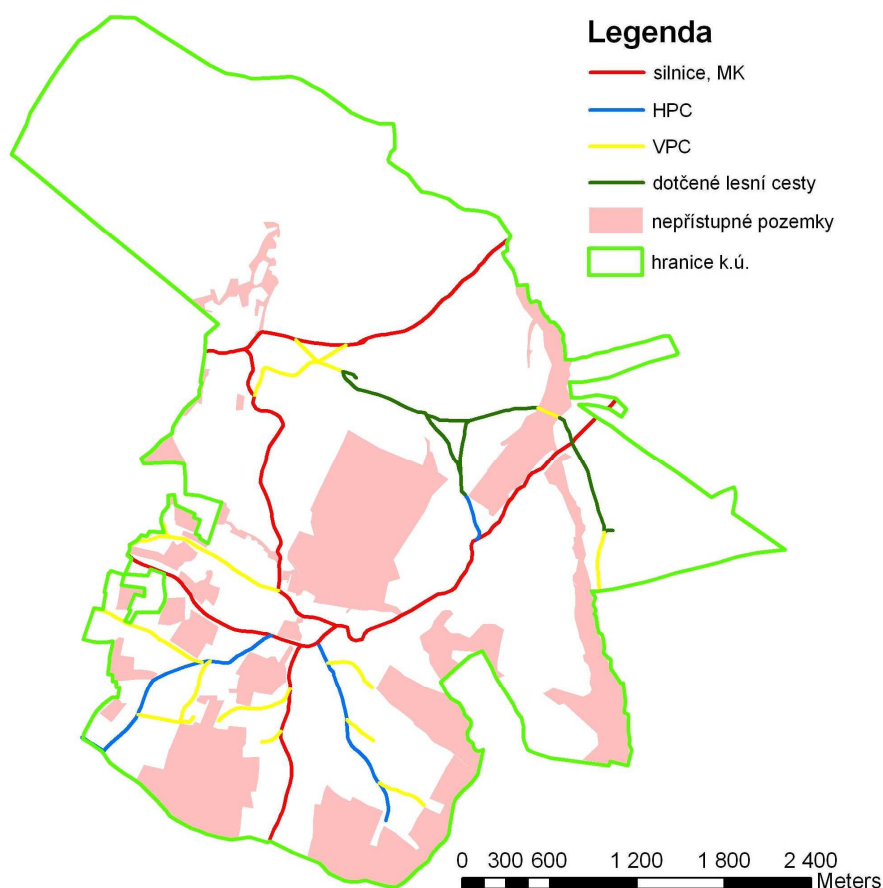 Legenda
silnice, MK
HPC
VPC
dotčené lesní cesty
nepřístupné pozemky
hranice k.ú.
0 300 600 1 200 1 800 2 400
Meters